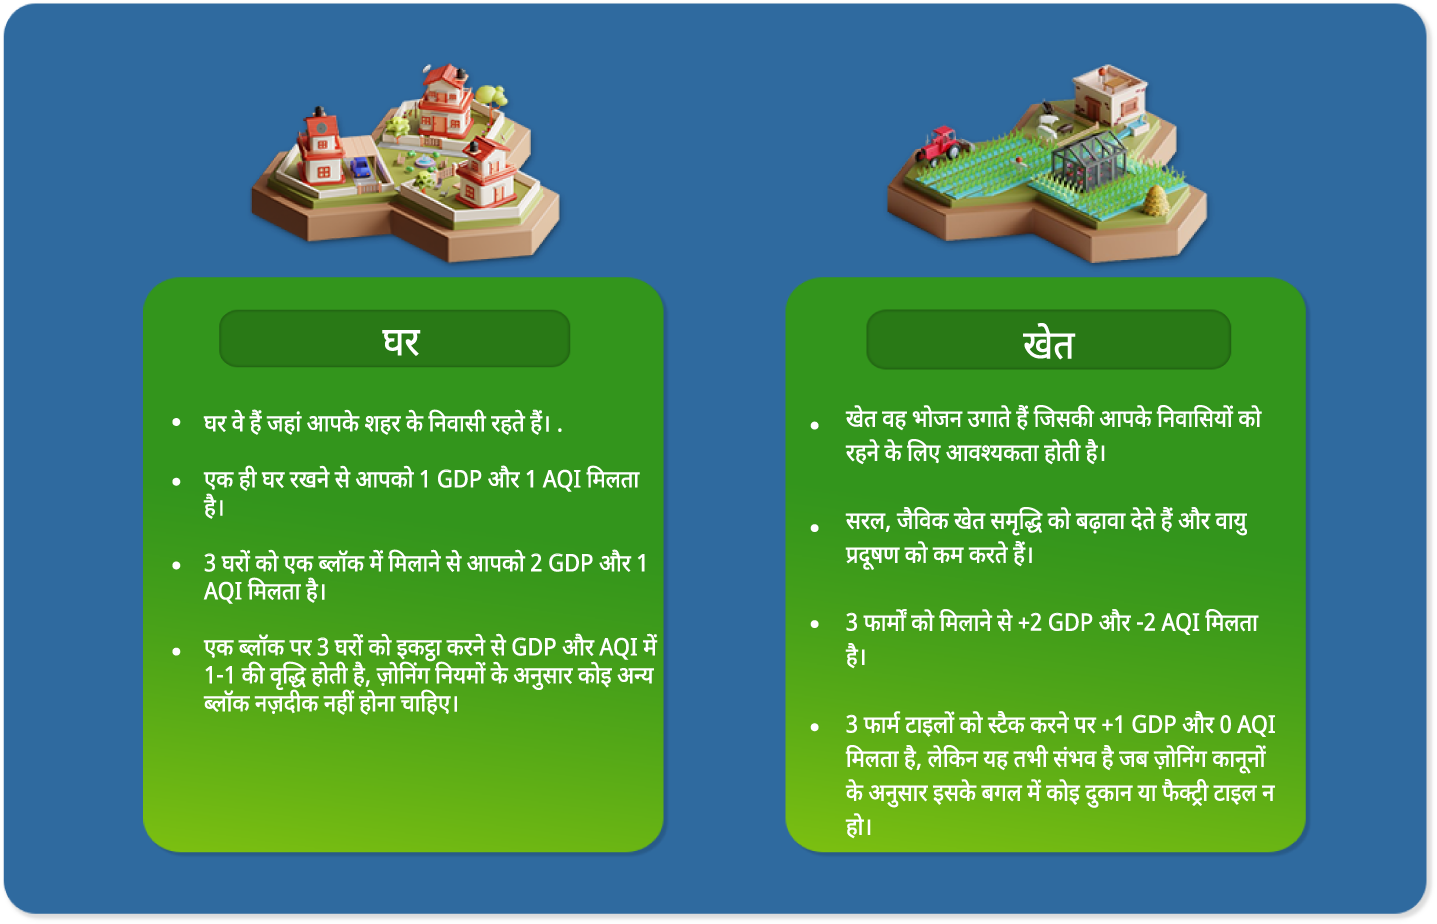 घर
घर वे हैं जहां आपके शहर के निवासी रहते हैं। .
एक ही घर रखने से आपको 1 GDP और 1 AQI मिलता
है।
3 घरों को एक ब्लॉक में मिलाने से आपको 2 GDP और 1
AQI मिलता है।
एक ब्लॉक पर 3 घरों को इकट्ठा करने से GDP और AQI में
1-1 की वृद्धि होती है, ज़ोनिंग नियमों के अनुसार कोइ अन्य
ब्लॉक नज़दीक नहीं होना चाहिए।
खेत
खेत वह भोजन उगाते हैं जिसकी आपके निवासियों को
रहने के लिए आवश्यकता होती है।
सरल, जैविक खेत समृद्धि को बढ़ावा देते हैं और वायु
प्रदूषण को कम करते हैं।
3 फार्मों को मिलाने से +2 GDP और -2 AQI मिलता
है।
3 फार्म टाइलों को स्टैक करने पर +1 GDP और 0 AQI
मिलता है, लेकिन यह तभी संभव है जब ज़ोनिंग कानूनों
के अनुसार इसके बगल में कोइ दुकान या फैक्ट्री टाइल न
हो।